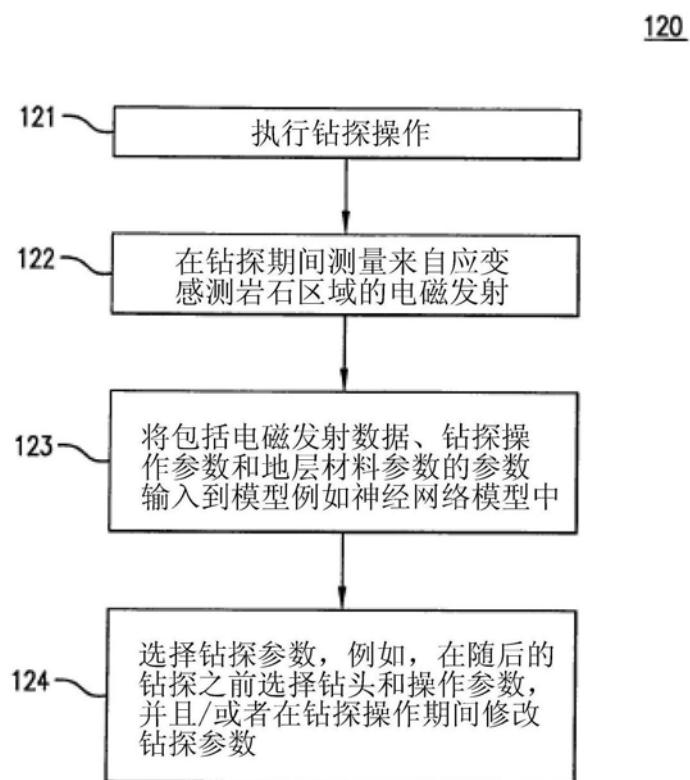 120
121
执行钻探操作
122
在钻探期间测量来自应变
感测岩石区域的电磁发射
123
将包括电磁发射数据、钻探操
作参数和地层材料参数的参数
输入到模型例如神经网络模型中
124
选择钻探参数，例如，在随后的
钻探之前选择钻头和操作参数，
并且/或者在钻探操作期间修改
钻探参数